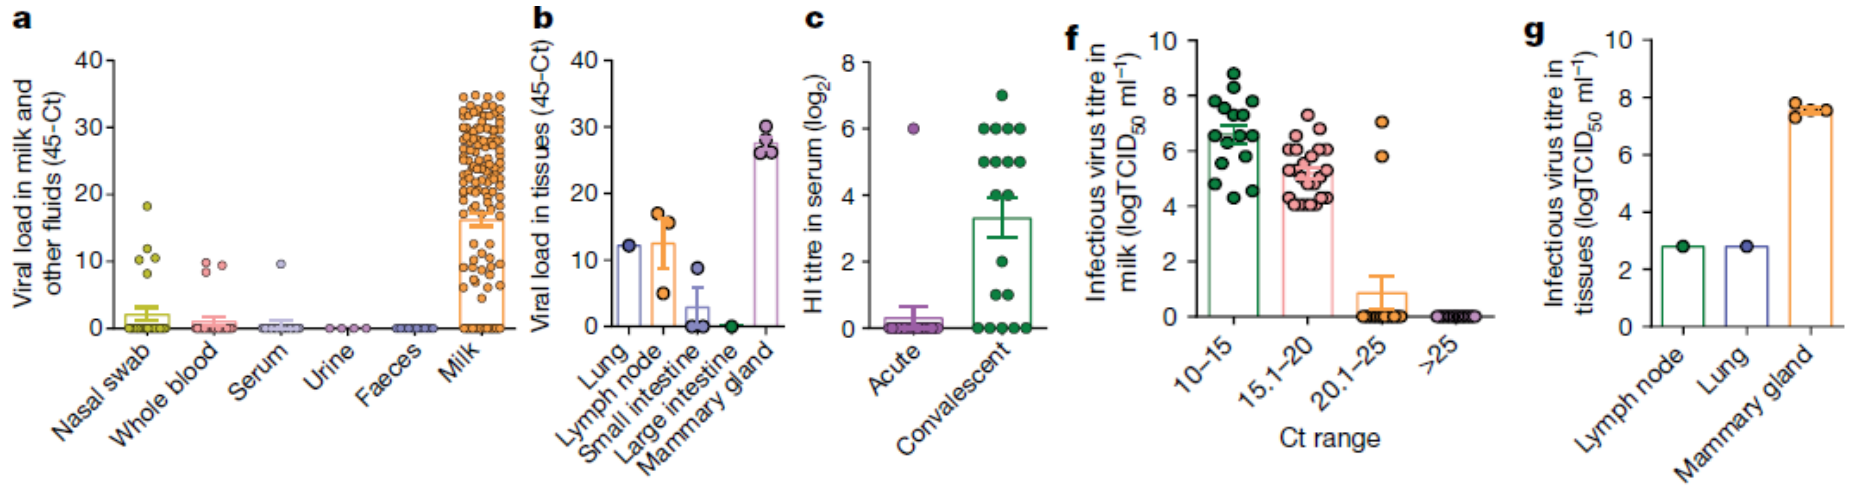 a
Viral load in milk and
other fluids (45-Ct)
40
30
20
10
0
Nasal swab
Whole blood
Serum
Urine
Faeces
Milk
b
Viral load in tissues (45-Ct)
40
30
20
10
0
Lung
Lymph node
Small intestine
Large intestine
Mammary gland
c
HI titre in serum (log2)
8
6
4
2
0
Acute
Convalescent
f
Infectious virus titre in
milk (logTCID50 ml−1)
10
8
6
4
2
0
10–15
15.1–20
20.1–25
>25
Ct range
g
Infectious virus titre in
tissues (logTCID50 ml−1)
10
8
6
4
2
0
Lymph node
Lung
Mammary gland